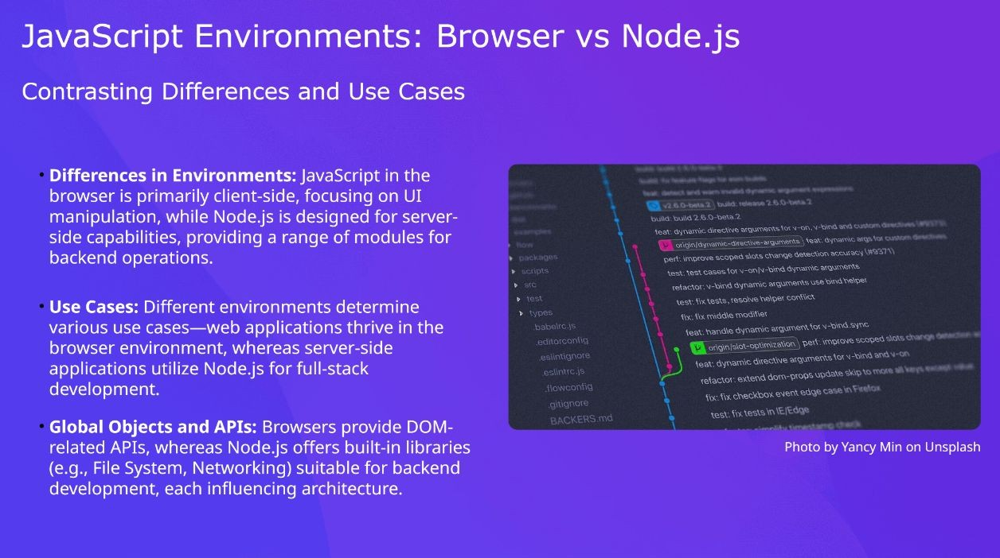 JavaScript Environments: Browser vs Node.js
Contrasting Differences and Use Cases
• Differences in Environments: JavaScript in the
browser is primarily client-side, focusing on UI
manipulation, while Node.js is designed for server-
side capabilities, providing a range of modules for
backend operations.
• Use Cases: Different environments determine
various use cases—web applications thrive in the
browser environment, whereas server-side
applications utilize Node.js for full-stack
development.
• Global Objects and APIs: Browsers provide DOM-
related APIs, whereas Node.js offers built-in libraries
(e.g., File System, Networking) suitable for backend
development, each influencing architecture.
examples
flow
packages
scripts
src
test
types
.babelrc.js
.editorconfig
.eslintignore
.eslintrc.js
.flowconfig
.gitignore
BACKERS.md
build: build 2.6.0-beta.3
build: fix feature flags for esm builds
feat: detect and warn invalid dynamic argument expressions
v2.6.0-beta.2 build: release 2.6.0-beta.2
build: build 2.6.0-beta.2
feat: dynamic directive arguments for v-on, v-bind and custom directives (#9373)
origin/dynamic-directive-arguments feat: dynamic args for custom directives
perf: improve scoped slots change detection accuracy (#9371)
test: test cases for v-on/v-bind dynamic arguments
refactor: v-bind dynamic arguments use bind helper
test: fix tests, resolve helper conflict
fix: fix middle modifier
feat: handle dynamic argument for v-bind.sync
origin/slot-optimization perf: improve scoped slots change detection
feat: dynamic directive arguments for v-bind and v-on
refactor: extend dom-props update skip to more all keys except value
fix: fix checkbox event edge case in Firefox
test: fix tests in IE/Edge
simplify timestamp check
Photo by Yancy Min on Unsplash